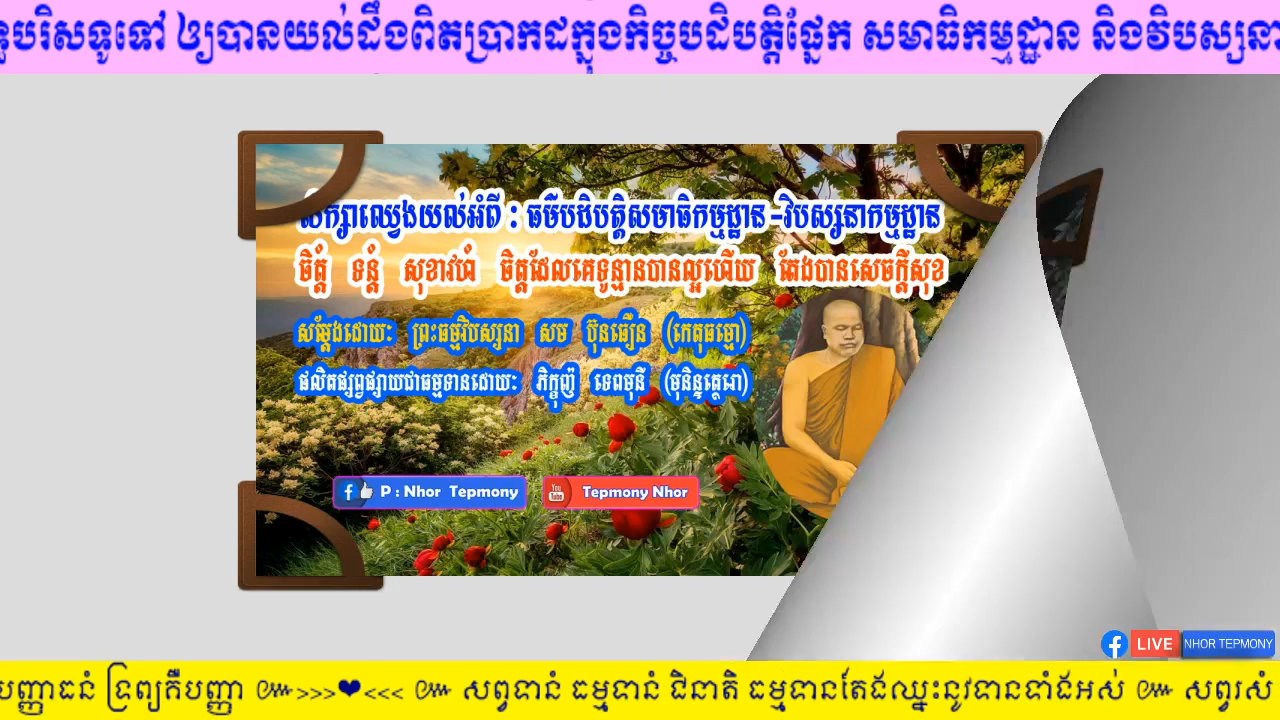 បរិសទូទៅ ឲ្យបានយល់ដឹងពិតប្រាកដក្នុងកិច្ចបដិបត្តិផ្នែក សមាធិកម្មដ្ឋាន និងវិបស្សនា
សិក្សាឈ្វេងយល់អំពី : ធម៌បដិបត្តិសមាធិកម្មដ្ឋាន -វិបស្សនាកម្មដ្ឋាន
ចិត្តំ ទន្តំ សុខាវហំ ចិត្តដែលគេទូន្មានបានល្អហើយ តែងបានសេចក្តីសុខ
សម្តែងដោយៈ ព្រះធម្មវិបស្សនា សច ប៊ុនធឿន (កេតុធម្មោ)
ផលិតផ្សព្វផ្សាយជាធម្មទានដោយៈ ភិក្ខុញ៉ ទេពមុនី (មុនិន្ទត្ថេរោ)
P : Nhor Tepmony
You Tube Tepmony Nhor
LIVE NHOR TEPMONY
បញ្ញាធនំ ទ្រព្យគឺបញ្ញា ៚>>>❤<<< ៚ សព្វទានំ ធម្មទានំ ជិនាតិ ធម្មទានតែងឈ្នះនូវទានទាំងអស់ ៚ សព្វរសំ